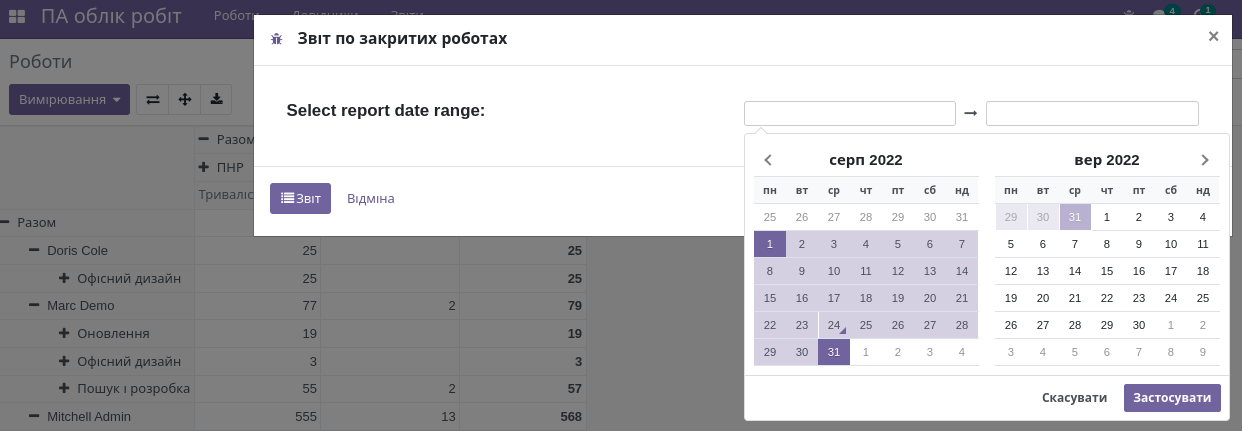 ПА облік робіт Роботи Довідники Звіти 4 1
Звіт по закритих роботах ×
Роботи
Вимірювання
Select report date range:
Разом
ПНР
Триваліс
Звіт Відміна
серп 2022 вер 2022
пн вт ср чт пт сб нд пн вт ср чт пт сб нд
25 26 27 28 29 30 31 29 30 31 1 2 3 4
1 2 3 4 5 6 7 5 6 7 8 9 10 11
8 9 10 11 12 13 14 12 13 14 15 16 17 18
15 16 17 18 19 20 21 19 20 21 22 23 24 25
22 23 24 25 26 27 28 26 27 28 29 30 1 2
29 30 31 1 2 3 4 3 4 5 6 7 8 9
Скасувати Застосувати
Разом
Doris Cole 25 25
Офісний дизайн 25 25
Marc Demo 77 2 79
Оновлення 19 19
Офісний дизайн 3 3
Пошук і розробка 55 2 57
Mitchell Admin 555 13 568